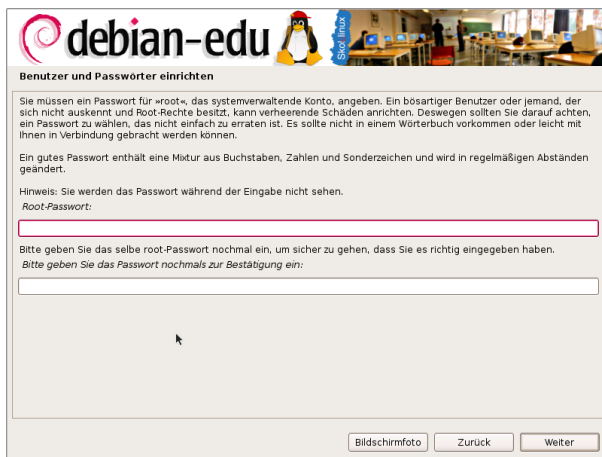 debian-edu
Skolelinux
Benutzer und Passwörter einrichten
Sie müssen ein Passwort für »root«, das systemverwaltende Konto, angeben. Ein bösartiger Benutzer oder jemand, der
sich nicht auskennt und Root-Rechte besitzt, kann verheerende Schäden anrichten. Deswegen sollten Sie darauf achten,
ein Passwort zu wählen, das nicht einfach zu erraten ist. Es sollte nicht in einem Wörterbuch vorkommen oder leicht mit
Ihnen in Verbindung gebracht werden können.
Ein gutes Passwort enthält eine Mixtur aus Buchstaben, Zahlen und Sonderzeichen und wird in regelmäßigen Abständen
geändert.
Hinweis: Sie werden das Passwort während der Eingabe nicht sehen.
Root-Passwort:
Bitte geben Sie das selbe root-Passwort nochmal ein, um sicher zu gehen, dass Sie es richtig eingegeben haben.
Bitte geben Sie das Passwort nochmals zur Bestätigung ein:
Bildschirmfoto
Zurück
Weiter